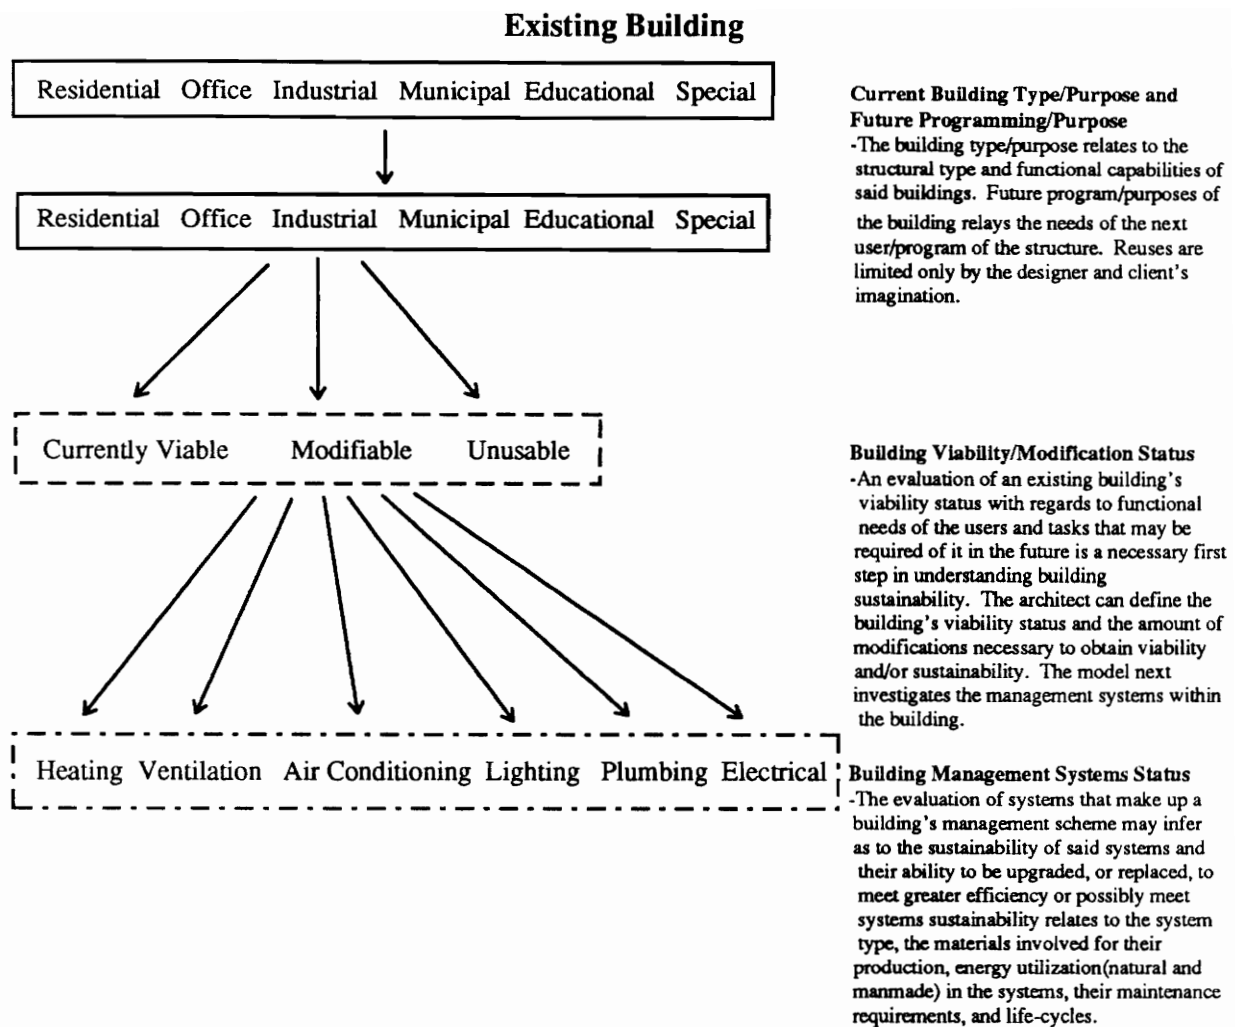 Existing Building
Residential Office Industrial Municipal Educational Special
Residential Office Industrial Municipal Educational Special
Currently Viable Modifiable Unusable
Heating Ventilation Air Conditioning Lighting Plumbing Electrical
Current Building Type/Purpose and
Future Programming/Purpose
-The building type/purpose relates to the
structural type and functional capabilities of
said buildings. Future program/purposes of
the building relays the needs of the next
user/program of the structure. Reuses are
limited only by the designer and client's
imagination.
Building Viability/Modification Status
-An evaluation of an existing building's
viability status with regards to functional
needs of the users and tasks that may be
required of it in the future is a necessary first
step in understanding building
sustainability. The architect can define the
building's viability status and the amount of
modifications necessary to obtain viability
and/or sustainability. The model next
investigates the management systems within
the building.
Building Management Systems Status
-The evaluation of systems that make up a
building's management scheme may infer
as to the sustainability of said systems and
their ability to be upgraded, or replaced, to
meet greater efficiency or possibly meet
systems sustainability relates to the system
type, the materials involved for their
production, energy utilization(natural and
manmade) in the systems, their maintenance
requirements, and life-cycles.